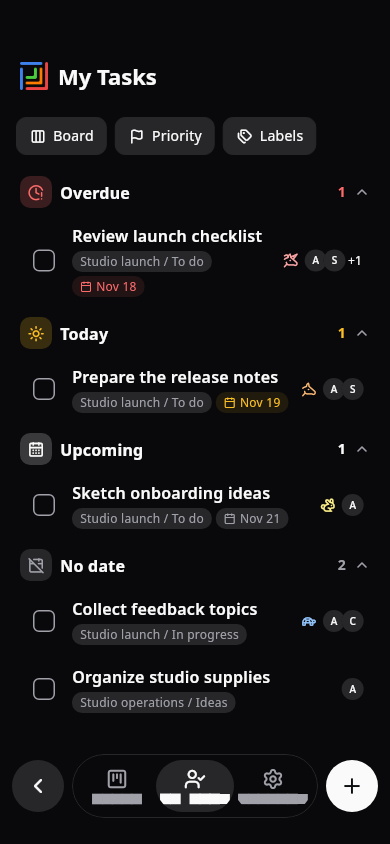 My Tasks
Board Priority Labels
Overdue 1
Review launch checklist
Studio launch / To do A S +1
Nov 18
Today 1
Prepare the release notes
Studio launch / To do Nov 19 A S
Upcoming 1
Sketch onboarding ideas
Studio launch / To do Nov 21 A
No date 2
Collect feedback topics
Studio launch / In progress A C
Organize studio supplies
Studio operations / Ideas A